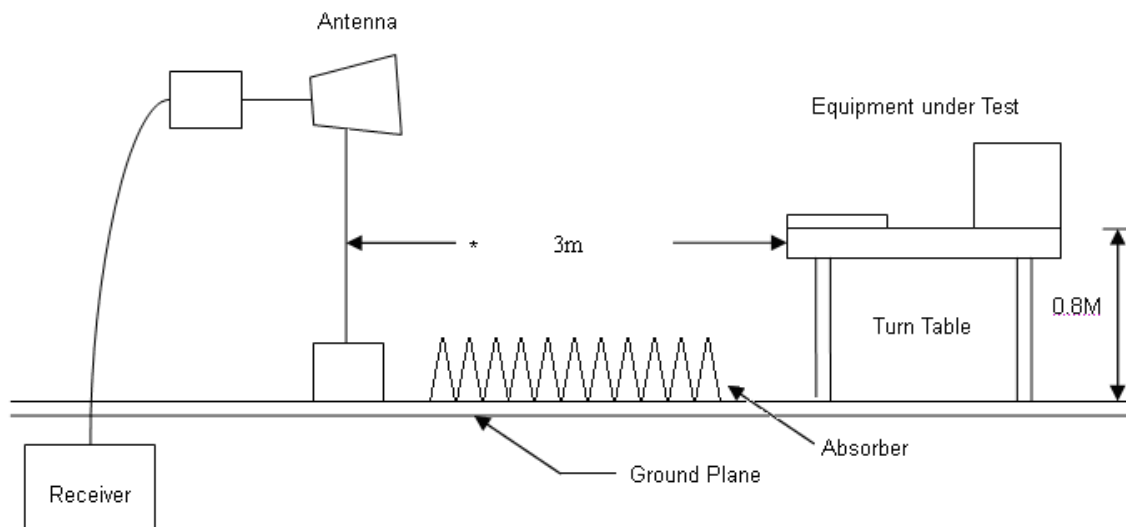 Antenna
Equipment under Test
* 3m
0.8M
Turn Table
Absorber
Ground Plane
Receiver